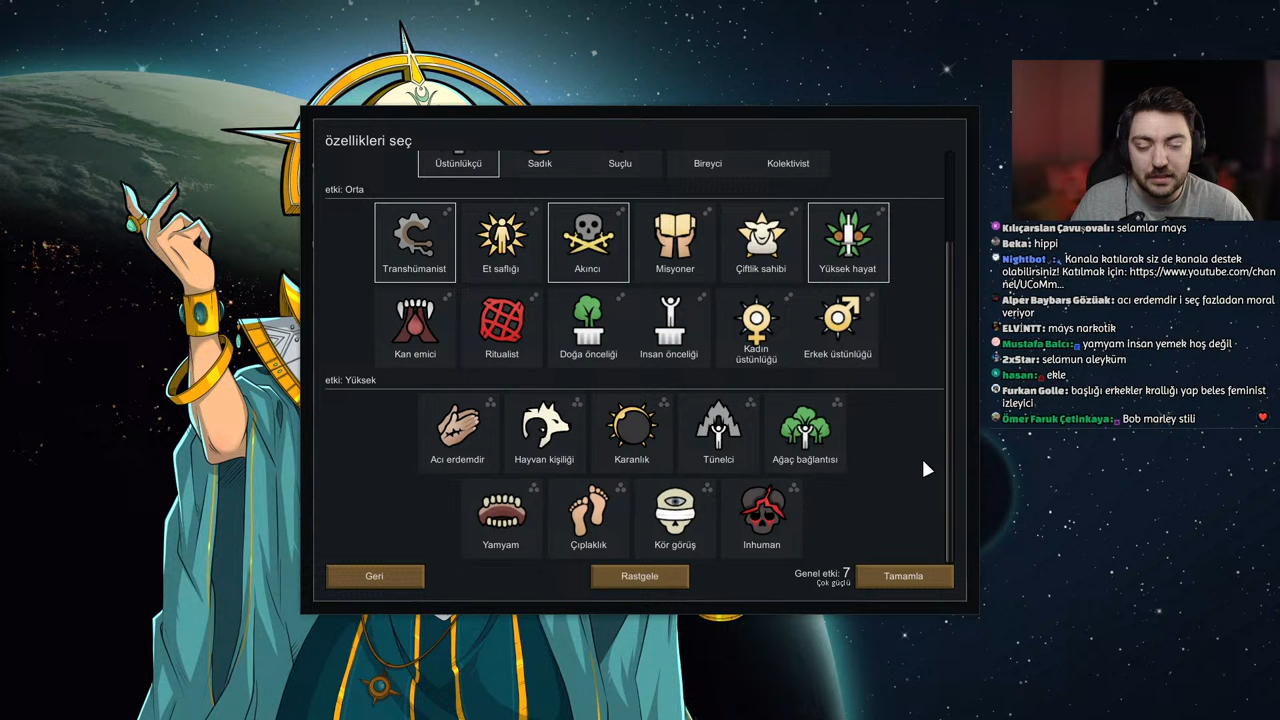 özellikleri seç
Üstünlükçü Sadık Suçlu Bireyci Kolektivist
etki: Orta
Transhümanist Et saflığı Akıncı Misyoner Çiftlik sahibi Yüksek hayat
Kan emici Ritualist Doğa önceliği İnsan önceliği Kadın üstünlüğü Erkek üstünlüğü
etki: Yüksek
Acı erdemdir Hayvan kişiliği Karanlık Tünelci Ağaç bağlantısı
Yamyam Çıplaklık Kör görüş Inhuman
Geri Rastgele Genel etki: 7 Tamamla
Çok güçlü
Kılıçarslan Çavuşovalı: selamlar mays
Beka: hippi
Nightbot: Kanala katılarak siz de kanala destek
olabilirsiniz! Katılmak için: https://www.youtube.com/chan
nel/UCoMm...
Alper Baybars Gözüak: acı erdemdir i seç fazladan moral
veriyor
ELVİNTT: mays narkotik
Mustafa Balcı: yamyam insan yemek hoş değil
2xStar: selamun aleyküm
hasan: ekle
Furkan Golle: başlığı erkekler krallığı yap beles feminist
izleyici
Ömer Faruk Çetinkaya: Bob marley stili